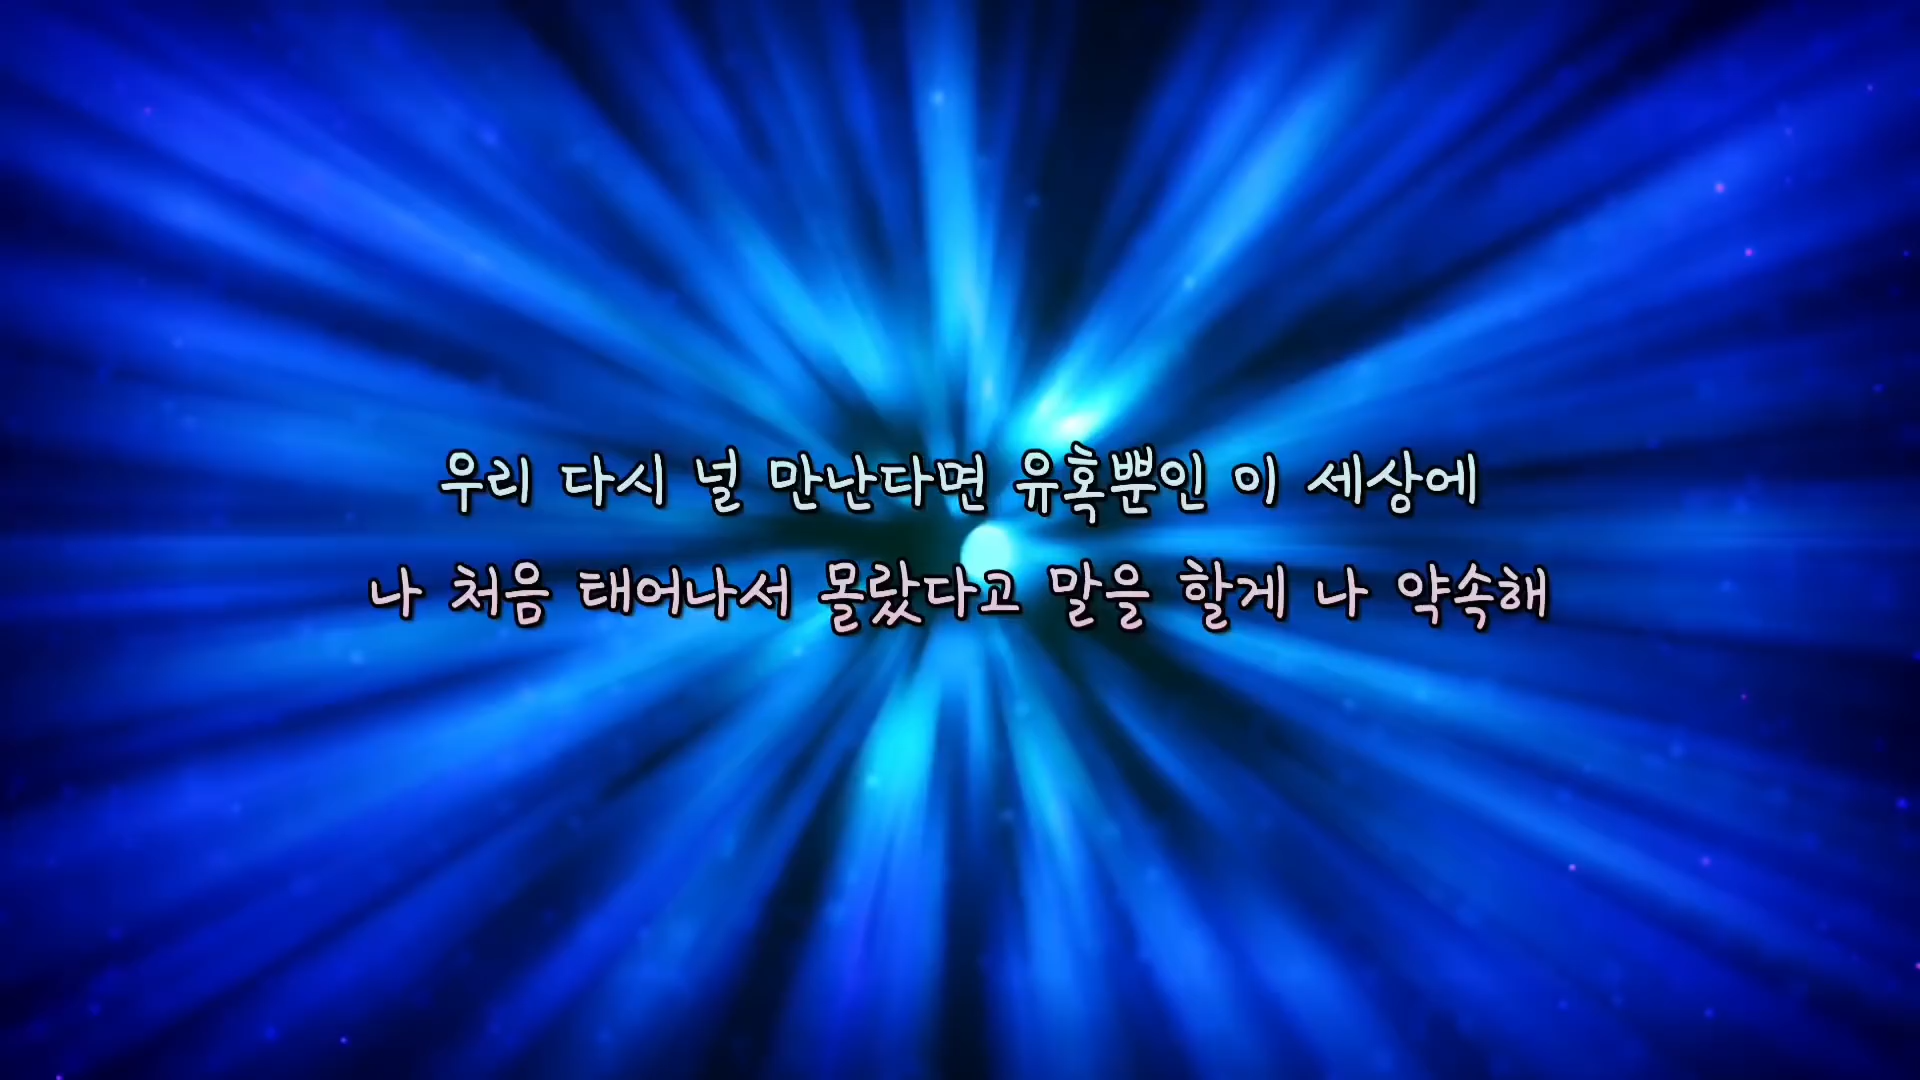 우리 다시 널 만난다면 유혹뿐인 이 세상에
나 처음 태어나서 몰랐다고 말을 할게 나 약속해